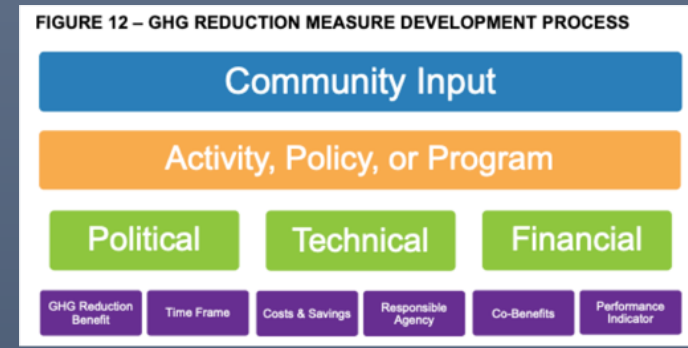 FIGURE 12 – GHG REDUCTION MEASURE DEVELOPMENT PROCESS
Community Input
Activity, Policy, or Program
Political
Technical
Financial
GHG Reduction
Benefit
Time Frame
Costs & Savings
Responsible
Agency
Co-Benefits
Performance
Indicator